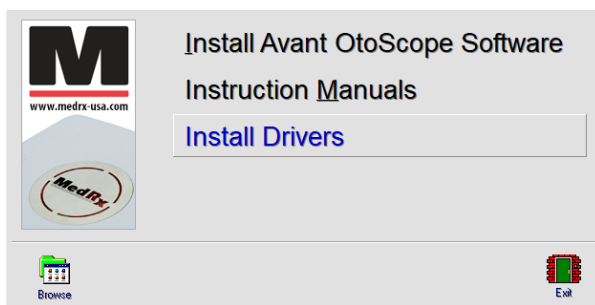 M
Install Avant OtoScope Software
www.medrx-usa.com
Instruction Manuals
Install Drivers
MedRx
Browse
Exit